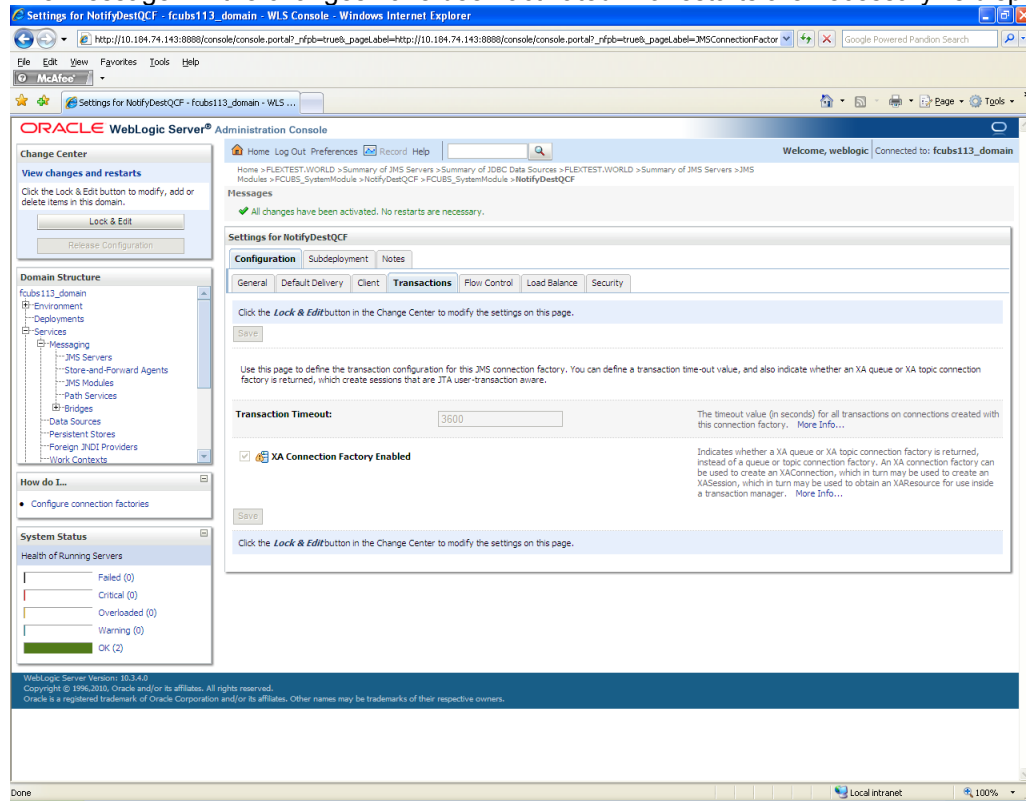 Settings for NotifyDestQCF - fcubs113_domain - WLS Console - Windows Internet Explorer
http://10.184.74.143:8888/console/console.portal?_nfpb=true&_pageLabel=http://10.184.74.143:8888/console/console.portal?_nfpb=true&_pageLabel=JMSConnectionFactor
Google Powered Pandion Search
File Edit View Favorites Tools Help
McAfee
Settings for NotifyDestQCF - fcubs113_domain - WLS ...
Page Tools
ORACLE WebLogic Server® Administration Console
Change Center
View changes and restarts
Click the Lock & Edit button to modify, add or
delete items in this domain.
Lock & Edit
Release Configuration
Domain Structure
fcubs113_domain
Environment
Deployments
Services
Messaging
JMS Servers
Store-and-Forward Agents
JMS Modules
Path Services
Bridges
Data Sources
Persistent Stores
Foreign JNDI Providers
Work Contexts
How do I...
Configure connection factories
System Status
Health of Running Servers
Failed (0)
Critical (0)
Overloaded (0)
Warning (0)
OK (2)
Home Log Out Preferences Record Help
Welcome, weblogic Connected to: fcubs113_domain
Home >FLEXTEST.WORLD >Summary of JMS Servers >Summary of JDBC Data Sources >FLEXTEST.WORLD >Summary of JMS Servers >JMS
Modules >FCUBS_SystemModule >NotifyDestQCF >FCUBS_SystemModule >NotifyDestQCF
Messages
All changes have been activated. No restarts are necessary.
Settings for NotifyDestQCF
Configuration Subdeployment Notes
General Default Delivery Client Transactions Flow Control Load Balance Security
Click the Lock & Edit button in the Change Center to modify the settings on this page.
Save
Use this page to define the transaction configuration for this JMS connection factory. You can define a transaction time-out value, and also indicate whether an XA queue or XA topic connection
factory is returned, which create sessions that are JTA user-transaction aware.
Transaction Timeout:
3600
The timeout value (in seconds) for all transactions on connections created with
this connection factory. More Info...
XA Connection Factory Enabled
Indicates whether a XA queue or XA topic connection factory is returned,
instead of a queue or topic connection factory. An XA connection factory can
be used to create an XAConnection, which in turn may be used to create an
XASession, which in turn may be used to obtain an XAResource for use inside
a transaction manager. More Info...
Save
Click the Lock & Edit button in the Change Center to modify the settings on this page.
WebLogic Server Version: 10.3.4.0
Copyright © 1996,2010, Oracle and/or its affiliates. All rights reserved.
Oracle is a registered trademark of Oracle Corporation and/or its affiliates. Other names may be trademarks of their respective owners.
Done
Local intranet
100%